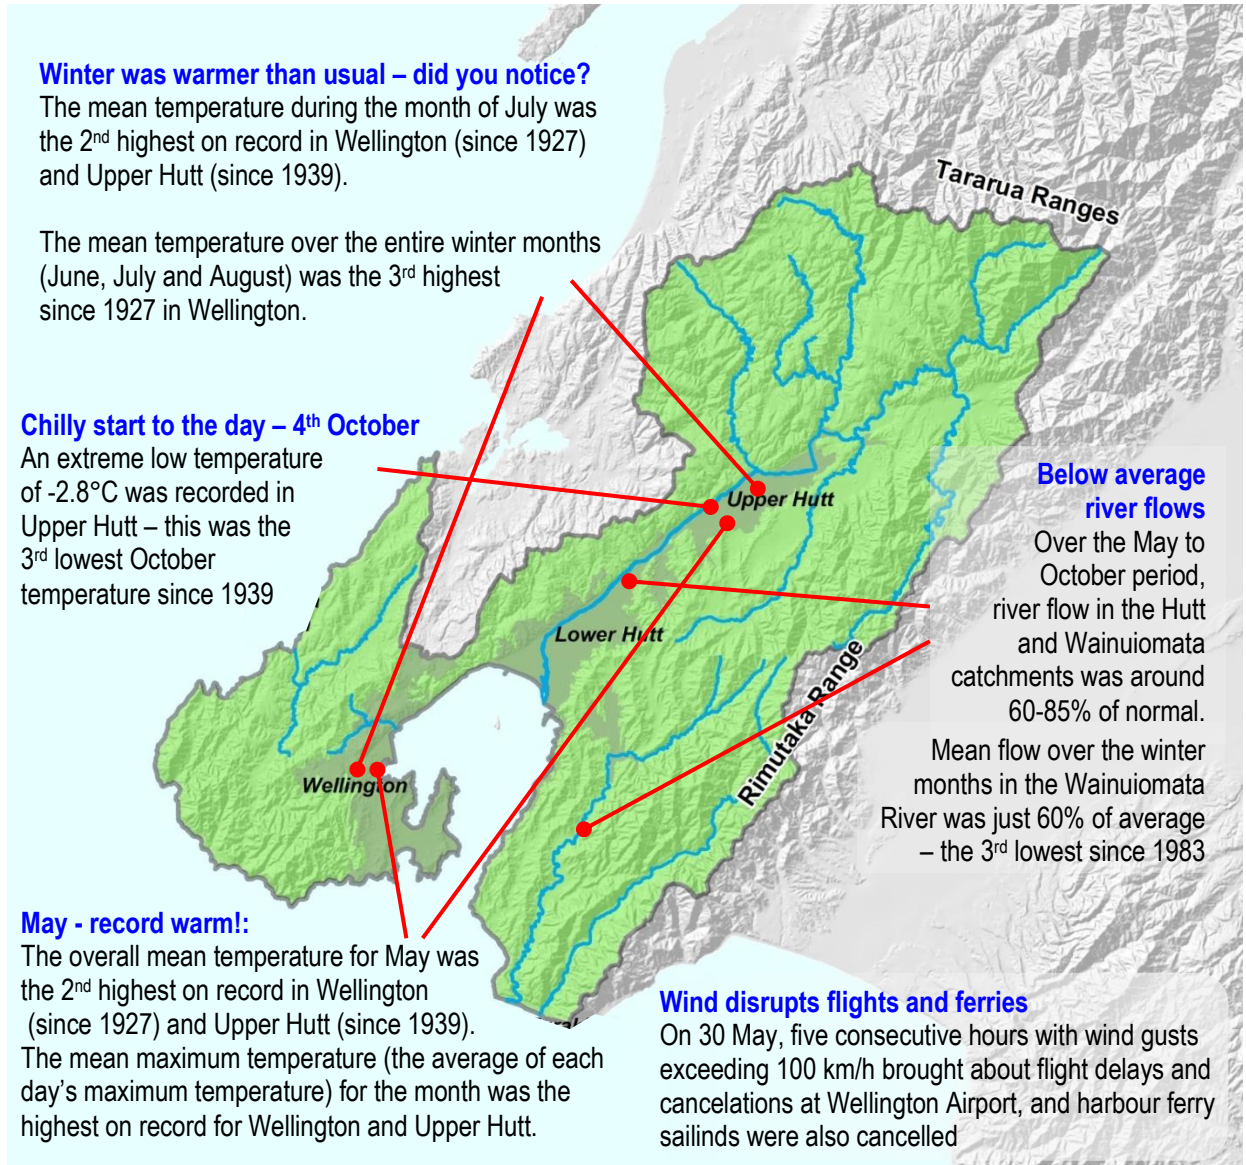 Winter was warmer than usual – did you notice?
The mean temperature during the month of July was
the 2nd highest on record in Wellington (since 1927)
and Upper Hutt (since 1939).
The mean temperature over the entire winter months
(June, July and August) was the 3rd highest
since 1927 in Wellington.
Tararua Ranges
Chilly start to the day – 4th October
An extreme low temperature
of -2.8°C was recorded in
Upper Hutt – this was the
3rd lowest October
temperature since 1939
Upper Hutt
Lower Hutt
Wellington
Rimutaka Range
Below average
river flows
Over the May to
October period,
river flow in the Hutt
and Wainuiomata
catchments was around
60-85% of normal.
Mean flow over the winter
months in the Wainuiomata
River was just 60% of average
– the 3rd lowest since 1983
May - record warm!:
The overall mean temperature for May was
the 2nd highest on record in Wellington
(since 1927) and Upper Hutt (since 1939).
The mean maximum temperature (the average of each
day's maximum temperature) for the month was the
highest on record for Wellington and Upper Hutt.
Wind disrupts flights and ferries
On 30 May, five consecutive hours with wind gusts
exceeding 100 km/h brought about flight delays and
cancelations at Wellington Airport, and harbour ferry
sailinds were also cancelled